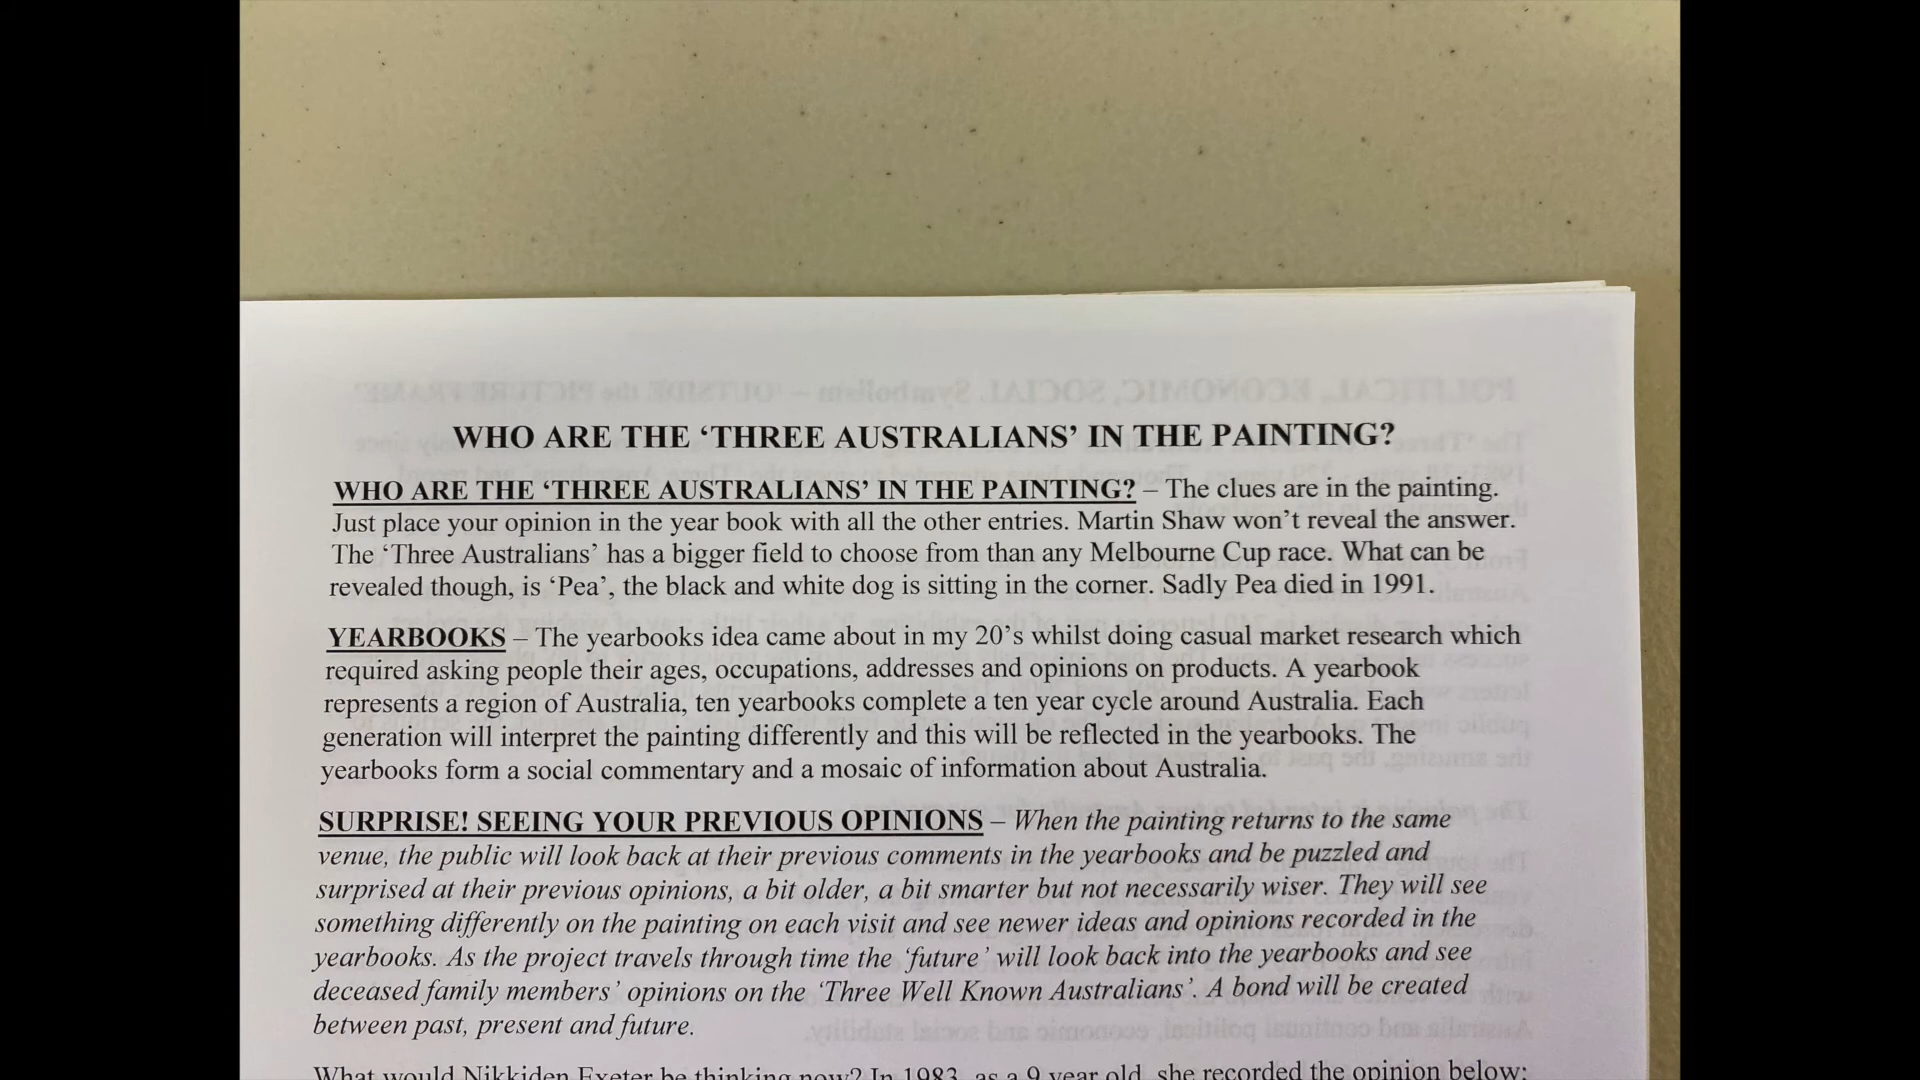 WHO ARE THE ‘THREE AUSTRALIANS’ IN THE PAINTING?
WHO ARE THE ‘THREE AUSTRALIANS’ IN THE PAINTING? – The clues are in the painting.
Just place your opinion in the year book with all the other entries. Martin Shaw won’t reveal the answer.
The ‘Three Australians’ has a bigger field to choose from than any Melbourne Cup race. What can be
revealed though, is ‘Pea’, the black and white dog is sitting in the corner. Sadly Pea died in 1991.
YEARBOOKS – The yearbooks idea came about in my 20’s whilst doing casual market research which
required asking people their ages, occupations, addresses and opinions on products. A yearbook
represents a region of Australia, ten yearbooks complete a ten year cycle around Australia. Each
generation will interpret the painting differently and this will be reflected in the yearbooks. The
yearbooks form a social commentary and a mosaic of information about Australia.
SURPRISE! SEEING YOUR PREVIOUS OPINIONS – When the painting returns to the same
venue, the public will look back at their previous comments in the yearbooks and be puzzled and
surprised at their previous opinions, a bit older, a bit smarter but not necessarily wiser. They will see
something differently on the painting on each visit and see newer ideas and opinions recorded in the
yearbooks. As the project travels through time the ‘future’ will look back into the yearbooks and see
deceased family members’ opinions on the ‘Three Well Known Australians’. A bond will be created
between past, present and future.
What would Nikkiden Exeter be thinking now? In 1983, as a 9 year old, she recorded the opinion below: